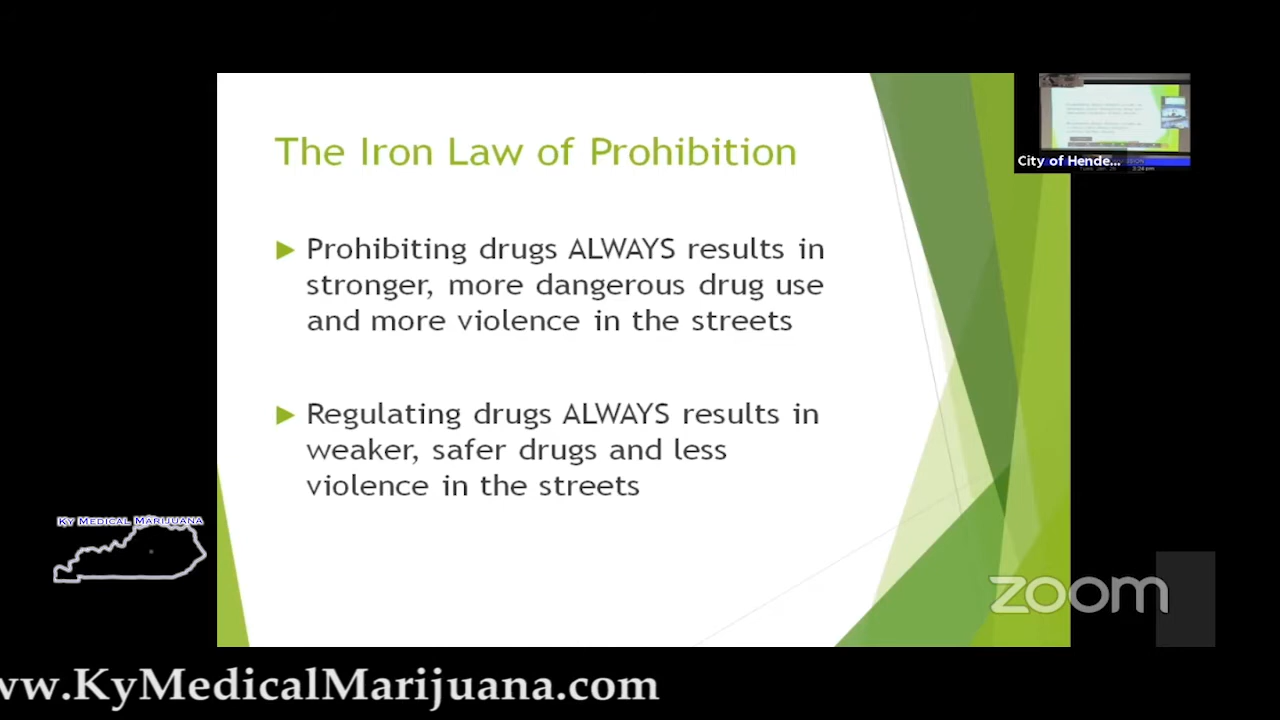 The Iron Law of Prohibition
Prohibiting drugs ALWAYS results in
stronger, more dangerous drug use
and more violence in the streets
Regulating drugs ALWAYS results in
weaker, safer drugs and less
violence in the streets
City of Hende...
KY MEDICAL MARIJUANA
zoom
ww.KyMedicalMarijuana.com